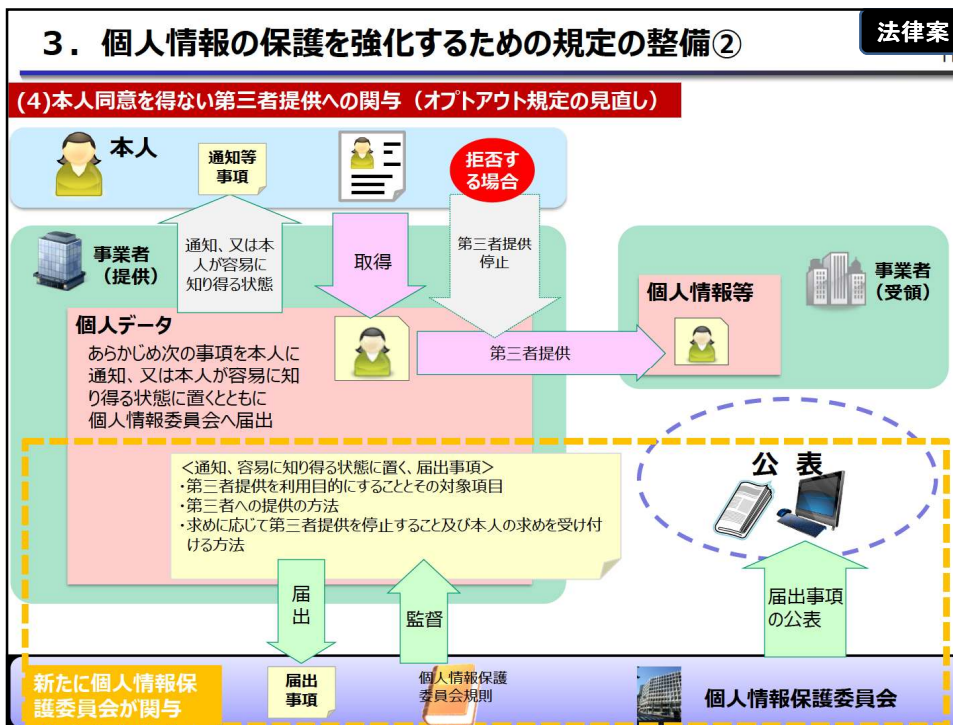 3．個人情報の保護を強化するための規定の整備②
法律案
(4)本人同意を得ない第三者提供への関与（オプトアウト規定の見直し）
本人
通知等
事項
拒否す
る場合
事業者
（提供）
通知、又は本
人が容易に
知り得る状態
取得
第三者提供
停止
事業者
（受領）
個人情報等
個人データ
あらかじめ次の事項を本人に
通知、又は本人が容易に知
り得る状態に置くとともに
個人情報委員会へ届出
第三者提供
＜通知、容易に知り得る状態に置く、届出事項＞
・第三者提供を利用目的にすることとその対象項目
・第三者への提供の方法
・求めに応じて第三者提供を停止すること及び本人の求めを受け付
ける方法
公 表
届
出
監督
届出事項
の公表
新たに個人情報保
護委員会が関与
届出
事項
個人情報保護
委員会規則
個人情報保護委員会